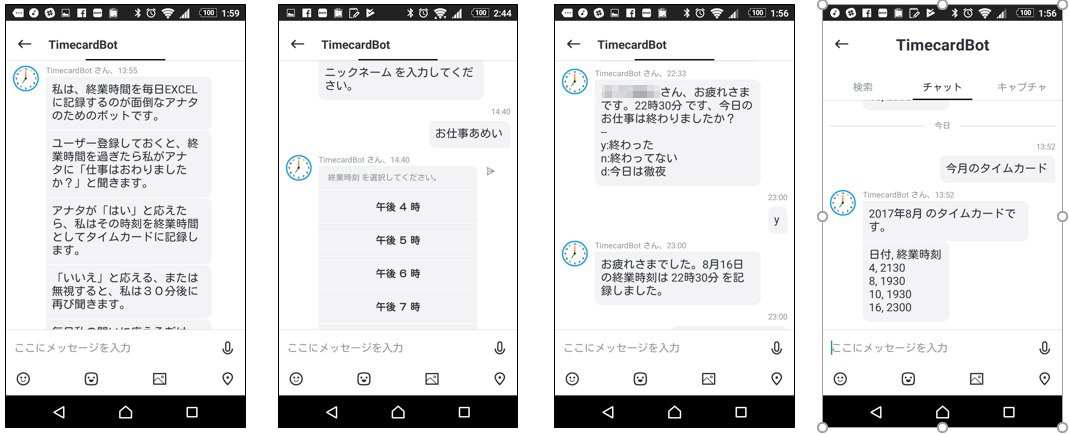 100 1:59
TimecardBot
TimecardBot さん、13:55
私は、終業時間を毎日EXCEL
に記録するのが面倒なアナタ
のためのボットです。
ユーザー登録しておくと、終
業時間を過ぎたら私がアナ
タに「仕事はおわりました
か？」と聞きます。
アナタが「はい」と応えた
ら、私はその時刻を終業時間
としてタイムカードに記録し
ます。
「いいえ」と応える、または
無視すると、私は３０分後に
再び聞きます。
ここにメッセージを入力
100 2:44
TimecardBot
ニックネーム を入力してくだ
さい。
14:40
お仕事あめい
TimecardBot さん、14:40
終業時刻 を選択してください。
午後 4 時
午後 5 時
午後 6 時
午後 7 時
ここにメッセージを入力
100 1:56
TimecardBot
TimecardBot さん、22:33
さん、お疲れさま
です。22時30分 です、今日の
お仕事は終わりましたか？
–
y:終わった
n:終わってない
d:今日は徹夜
23:00
y
TimecardBot さん、23:00
お疲れさまでした。8月16日
の終業時刻は 22時30分 を記
録しました。
23:00
ここにメッセージを入力
100 1:56
TimecardBot
検索 チャット キャプチャ
今日
13:52
今月のタイムカード
TimecardBot さん、13:52
2017年8月 のタイムカードで
す。
日付, 終業時刻
4, 2130
8, 1930
10, 1930
16, 2300
ここにメッセージを入力